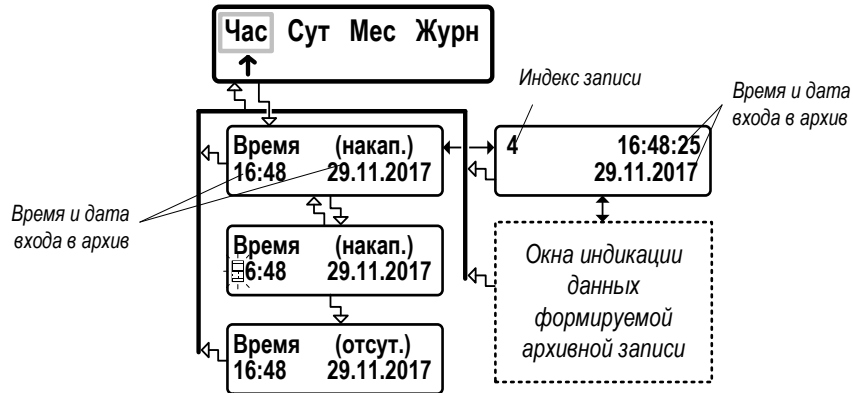 Час Сут Мес Журн
Индекс записи
Время и дата
входа в архив
Время (накап.)
16:48 29.11.2017
4 16:48:25
29.11.2017
Время и дата
входа в архив
Время (накап.)
6:48 29.11.2017
Окна индикации
данных
формируемой
архивной записи
Время (отсут.)
16:48 29.11.2017